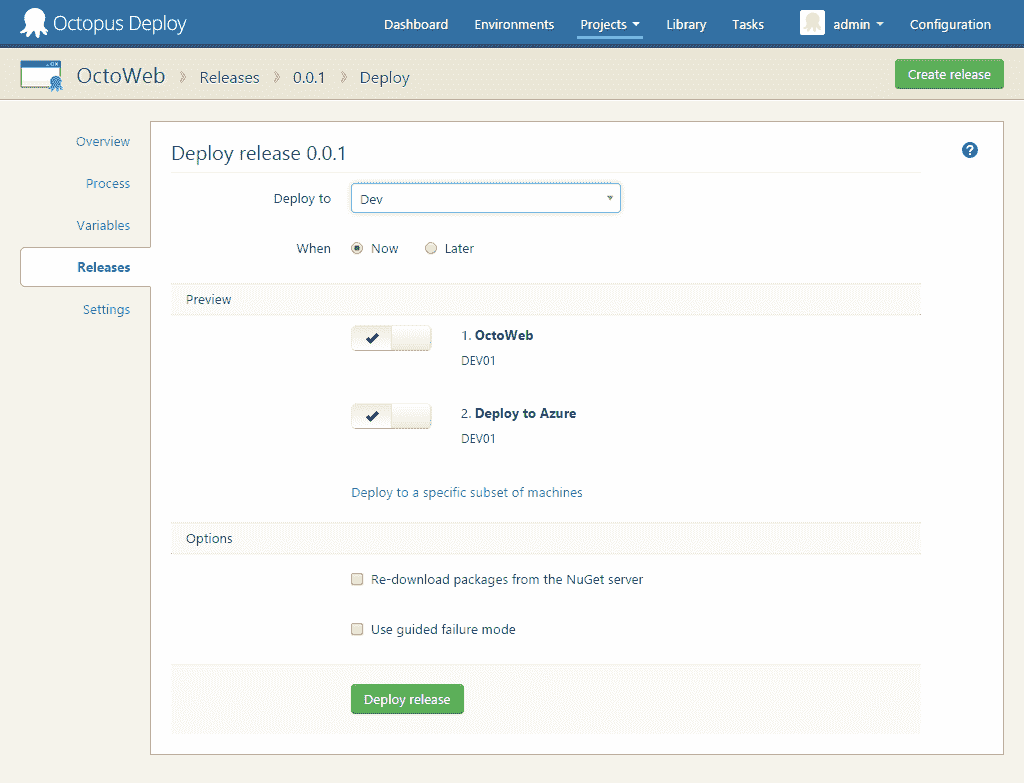 Octopus Deploy Dashboard Environments Projects Library Tasks admin Configuration
OctoWeb Releases 0.0.1 Deploy Create release
Overview
Process
Variables
Releases
Settings
Deploy release 0.0.1 ?
Deploy to Dev
When Now Later
Preview
1. OctoWeb
DEV01
2. Deploy to Azure
DEV01
Deploy to a specific subset of machines
Options
Re-download packages from the NuGet server
Use guided failure mode
Deploy release